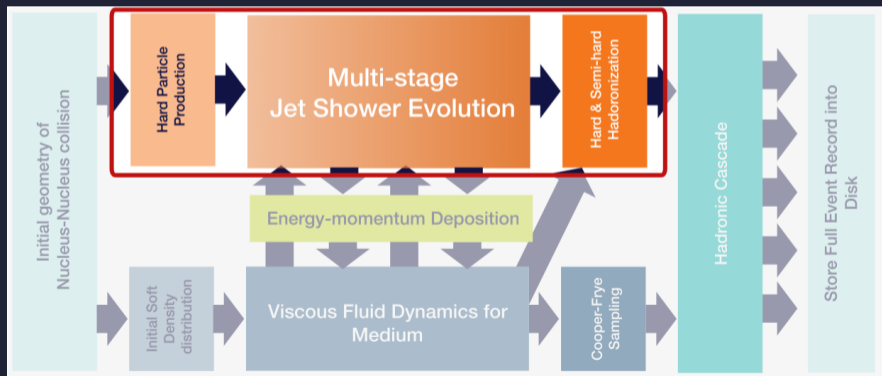 Initial geometry of
Nucleus-Nucleus collision
Hard Particle
Production
Multi-stage
Jet Shower Evolution
Hard & Semi-hard
Hadoronization
Energy-momentum Deposition
Initial Soft
Density
distribution
Viscous Fluid Dynamics for
Medium
Cooper-Frye
Sampling
Hadronic Cascade
Store Full Event Record into
Disk